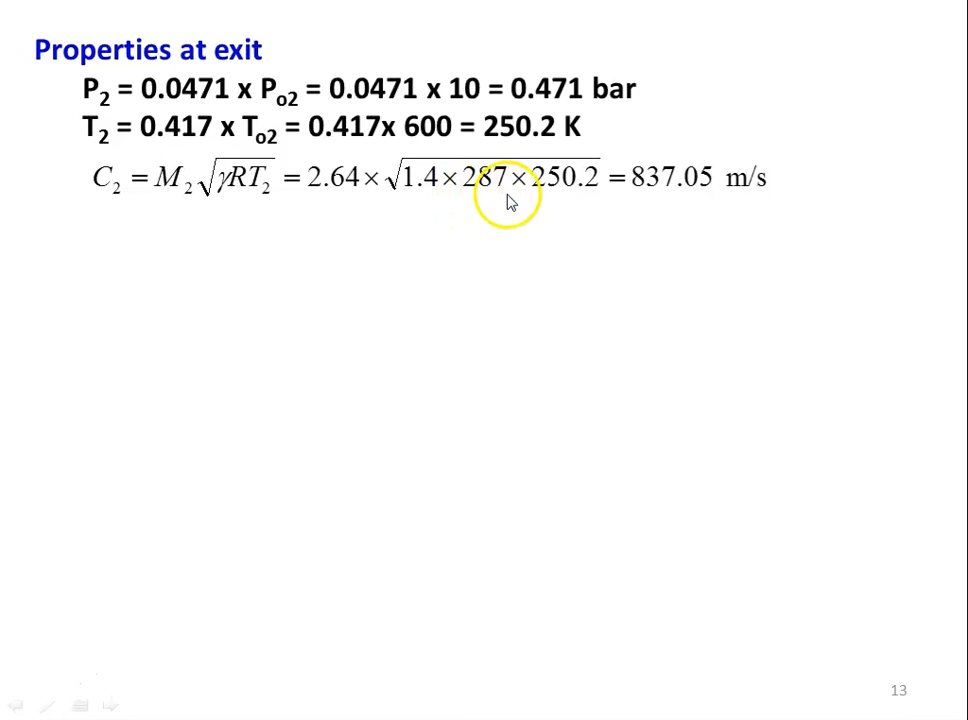 Properties at exit
P₂ = 0.0471 x Pₒ₂ = 0.0471 x 10 = 0.471 bar
T₂ = 0.417 x Tₒ₂ = 0.417x 600 = 250.2 K
C₂ = M₂√(γRT₂) = 2.64 × √(1.4 × 287 × 250.2) = 837.05 m/s
13